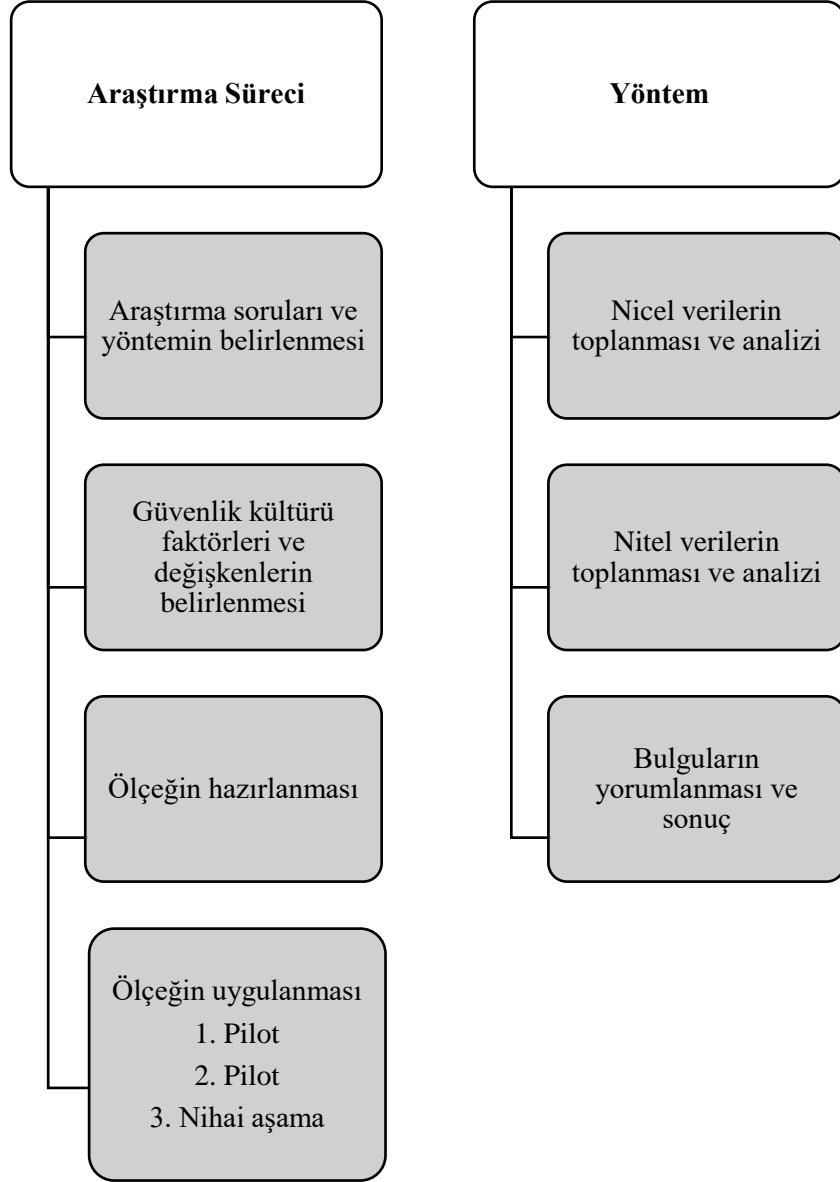 Araştırma Süreci
Araştırma soruları ve
yöntemin belirlenmesi
Güvenlik kültürü
faktörleri ve
değişkenlerin
belirlenmesi
Ölçeğin hazırlanması
Ölçeğin uygulanması
1. Pilot
2. Pilot
3. Nihai aşama
Yöntem
Nicel verilerin
toplanması ve analizi
Nitel verilerin
toplanması ve analizi
Bulguların
yorumlanması ve
sonuç